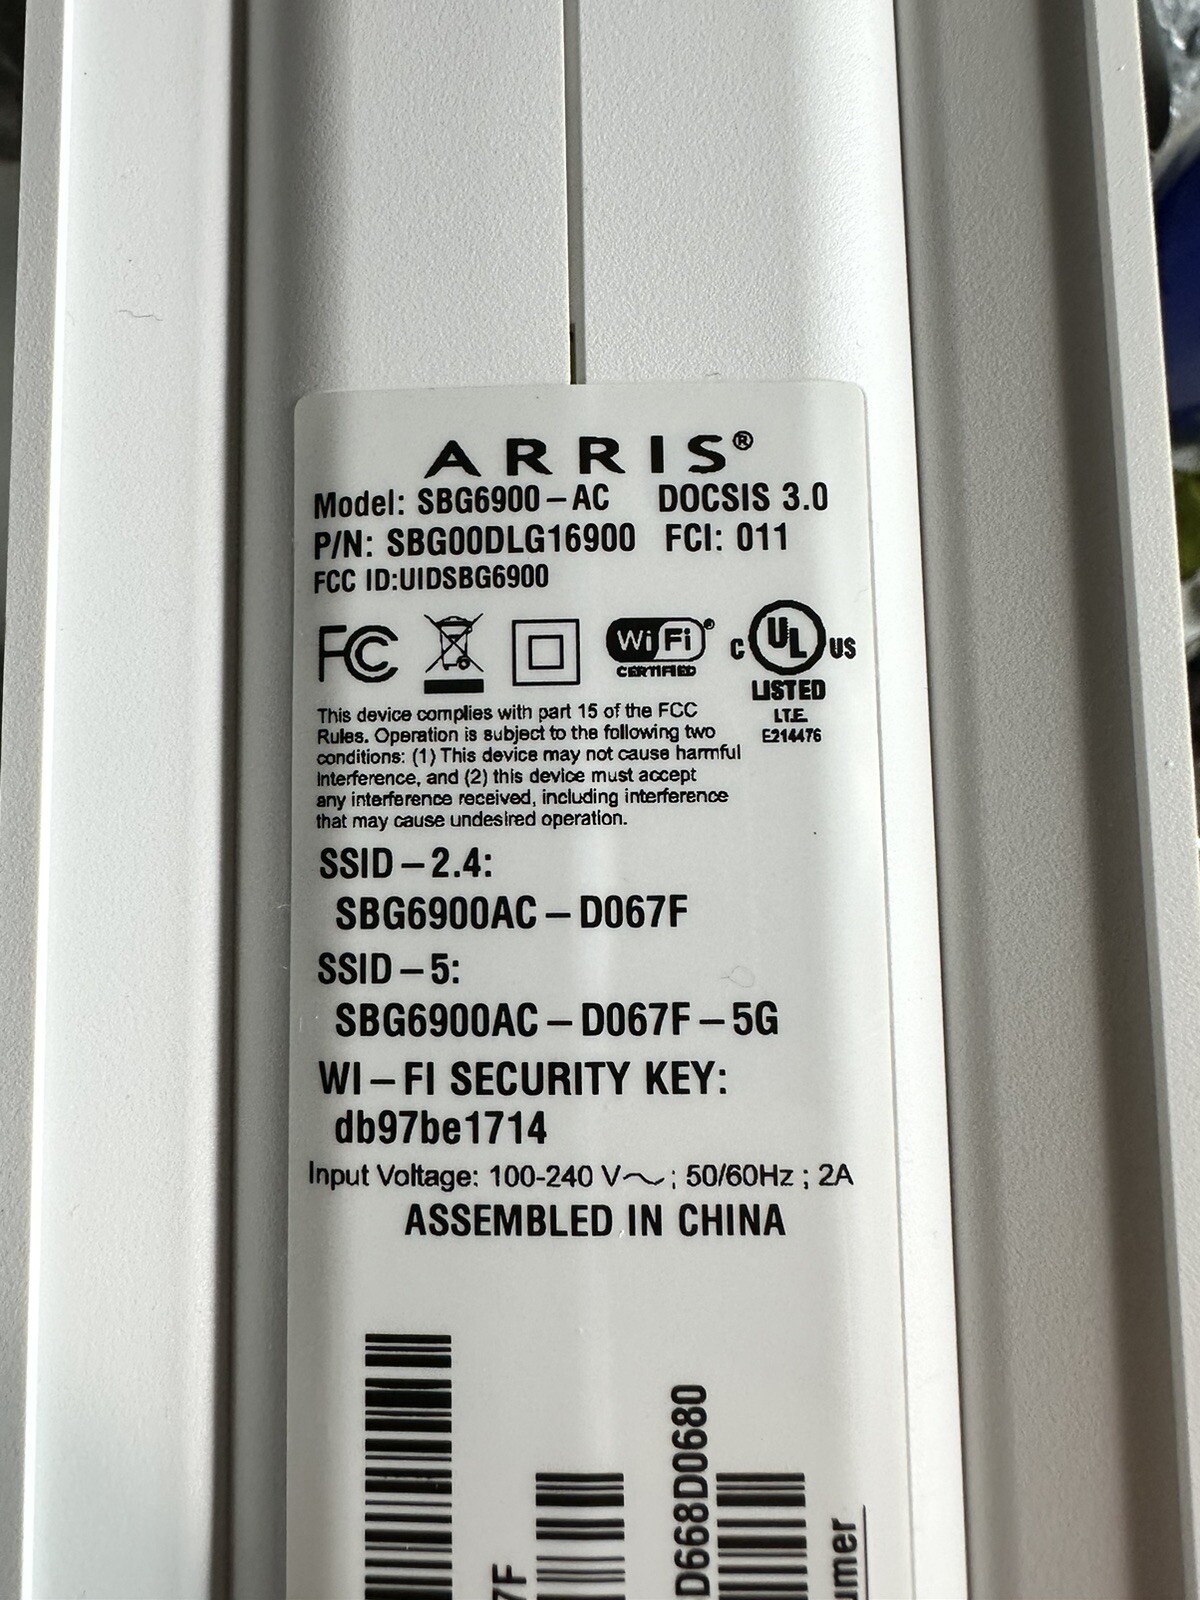 ARRIS®
Model: SBG6900-AC DOCSIS 3.0
P/N: SBG00DLG16900 FCI: 011
FCC ID:UIDSBG6900
FC
Wi Fi®
CERTIFIED
C UL US
LISTED
I.T.E.
E214476
This device complies with part 15 of the FCC
Rules. Operation is subject to the following two
conditions: (1) This device may not cause harmful
interference, and (2) this device must accept
any interference received, including interference
that may cause undesired operation.
SSID-2.4:
SBG6900AC-D067F
SSID-5:
SBG6900AC-D067F-5G
WI-FI SECURITY KEY:
db97be1714
Input Voltage: 100-240 V～; 50/60Hz ; 2A
ASSEMBLED IN CHINA
7F
D668D0680
umer